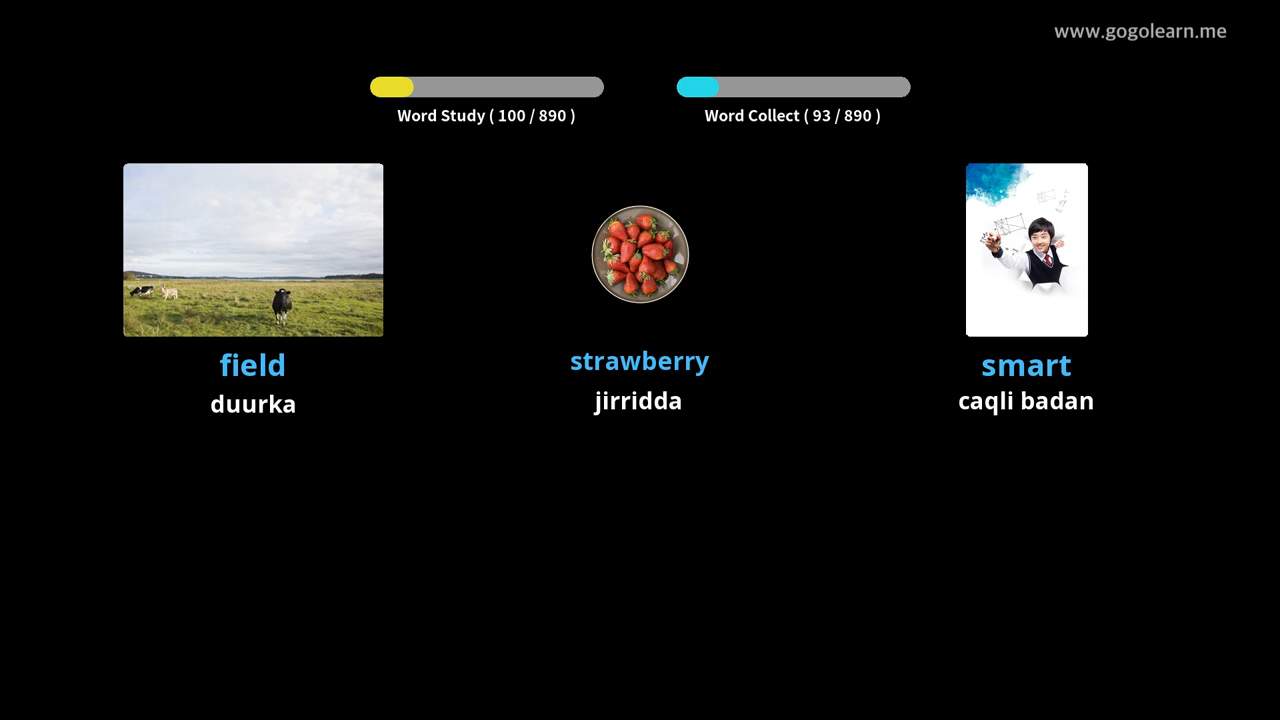 www.gogolearn.me
Word Study ( 100 / 890 )
Word Collect ( 93 / 890 )
field
duurka
strawberry
jirridda
smart
caqli badan